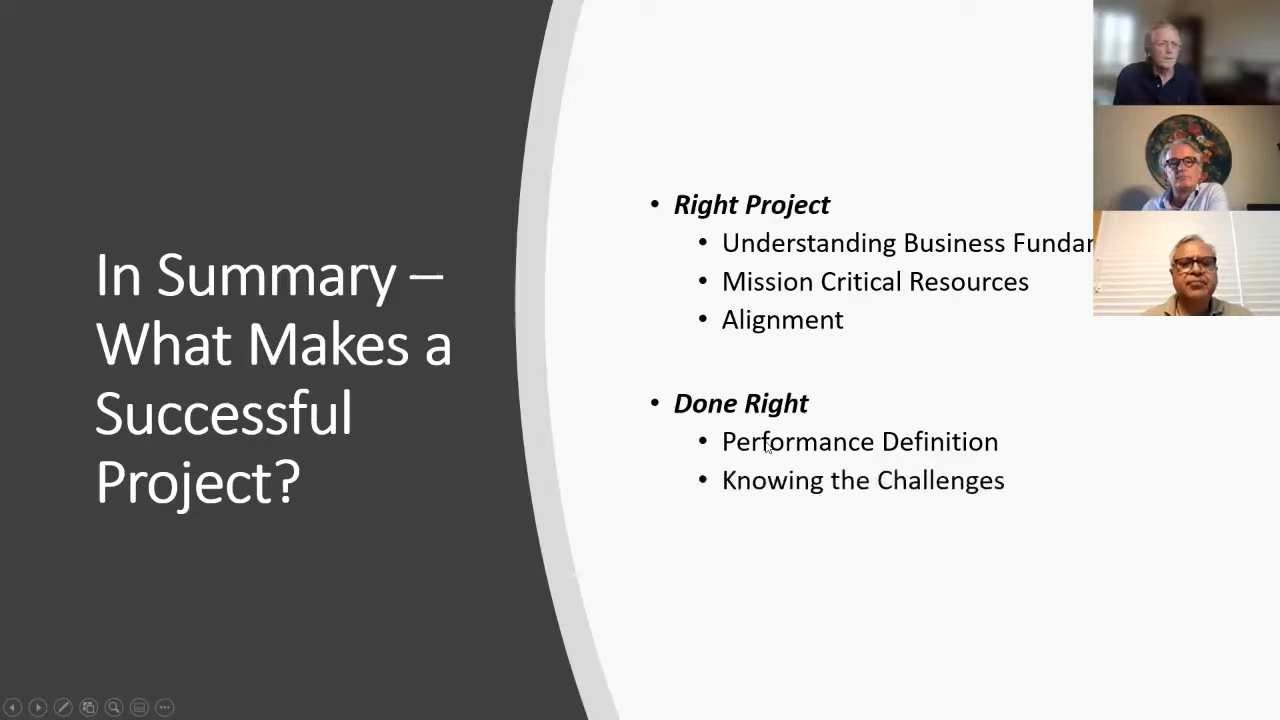 In Summary –
What Makes a
Successful
Project?
• Right Project
• Understanding Business
• Mission Critical Resources
• Alignment
• Done Right
• Performance Definition
• Knowing the Challenges